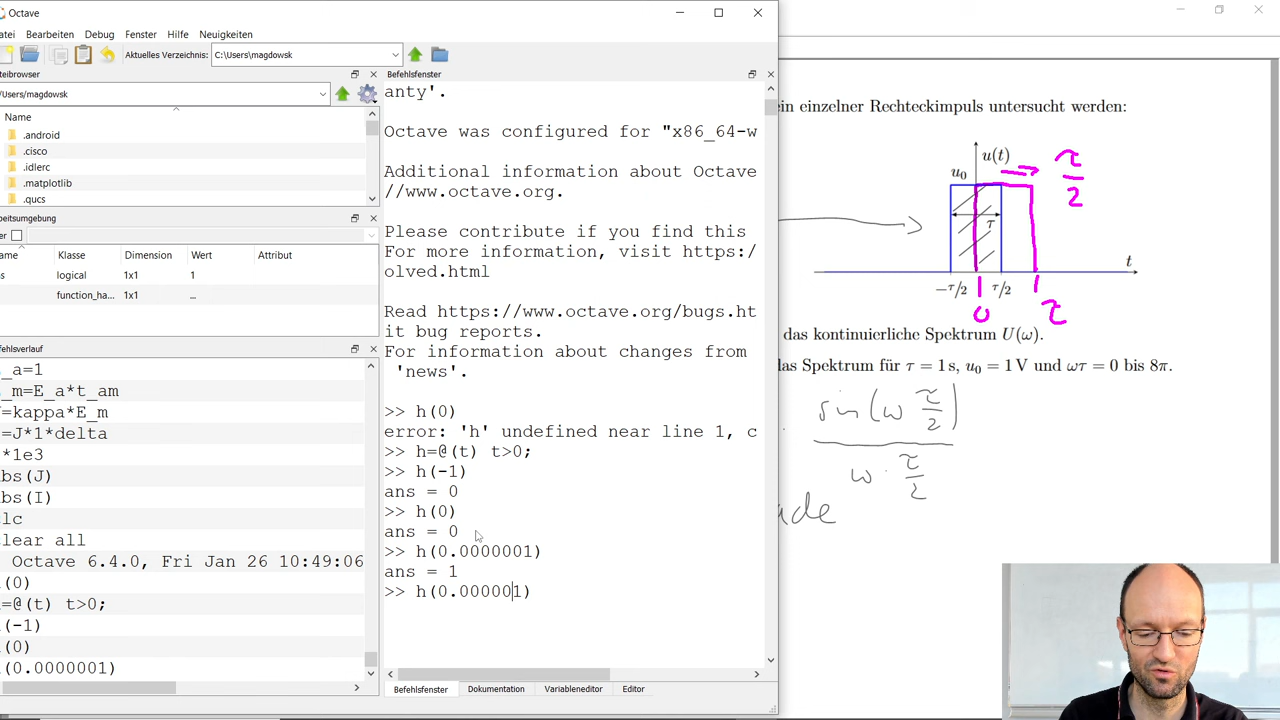 Octave
atei Bearbeiten Debug Fenster Hilfe Neuigkeiten
Aktuelles Verzeichnis: C:\Users\magdowsk
ateibrowser
/Users/magdowsk
Name
.android
.cisco
.idlerc
.matplotlib
.qucs
rbeitsumgebung
er
ame Klasse Dimension Wert Attribut
s logical 1x1 1
function_ha... 1x1 ...
efehlsverlauf
_a=1
_m=E_a*t_am
=kappa*E_m
=J*1*delta
*1e3
bs(J)
bs(I)
lc
lear all
Octave 6.4.0, Fri Jan 26 10:49:06
(0)
=@(t) t>0;
(-1)
(0)
(0.0000001)
Befehlsfenster
anty'.
Octave was configured for "x86_64-w
Additional information about Octave
//www.octave.org.
Please contribute if you find this
For more information, visit https:/
olved.html
Read https://www.octave.org/bugs.ht
it bug reports.
For information about changes from
'news'.
>> h(0)
error: 'h' undefined near line 1, c
>> h=@(t) t>0;
>> h(-1)
ans = 0
>> h(0)
ans = 0
>> h(0.0000001)
ans = 1
>> h(0.000001)
Befehlsfenster Dokumentation Variableneditor Editor
ein einzelner Rechteckimpuls untersucht werden:
u(t)
u0
τ
t
−τ/2 τ/2
τ/2
0 τ
das kontinuierliche Spektrum U(ω).
das Spektrum für τ = 1 s, u0 = 1 V und ωτ = 0 bis 8π.
sin(ω τ/2)
ω · τ/2